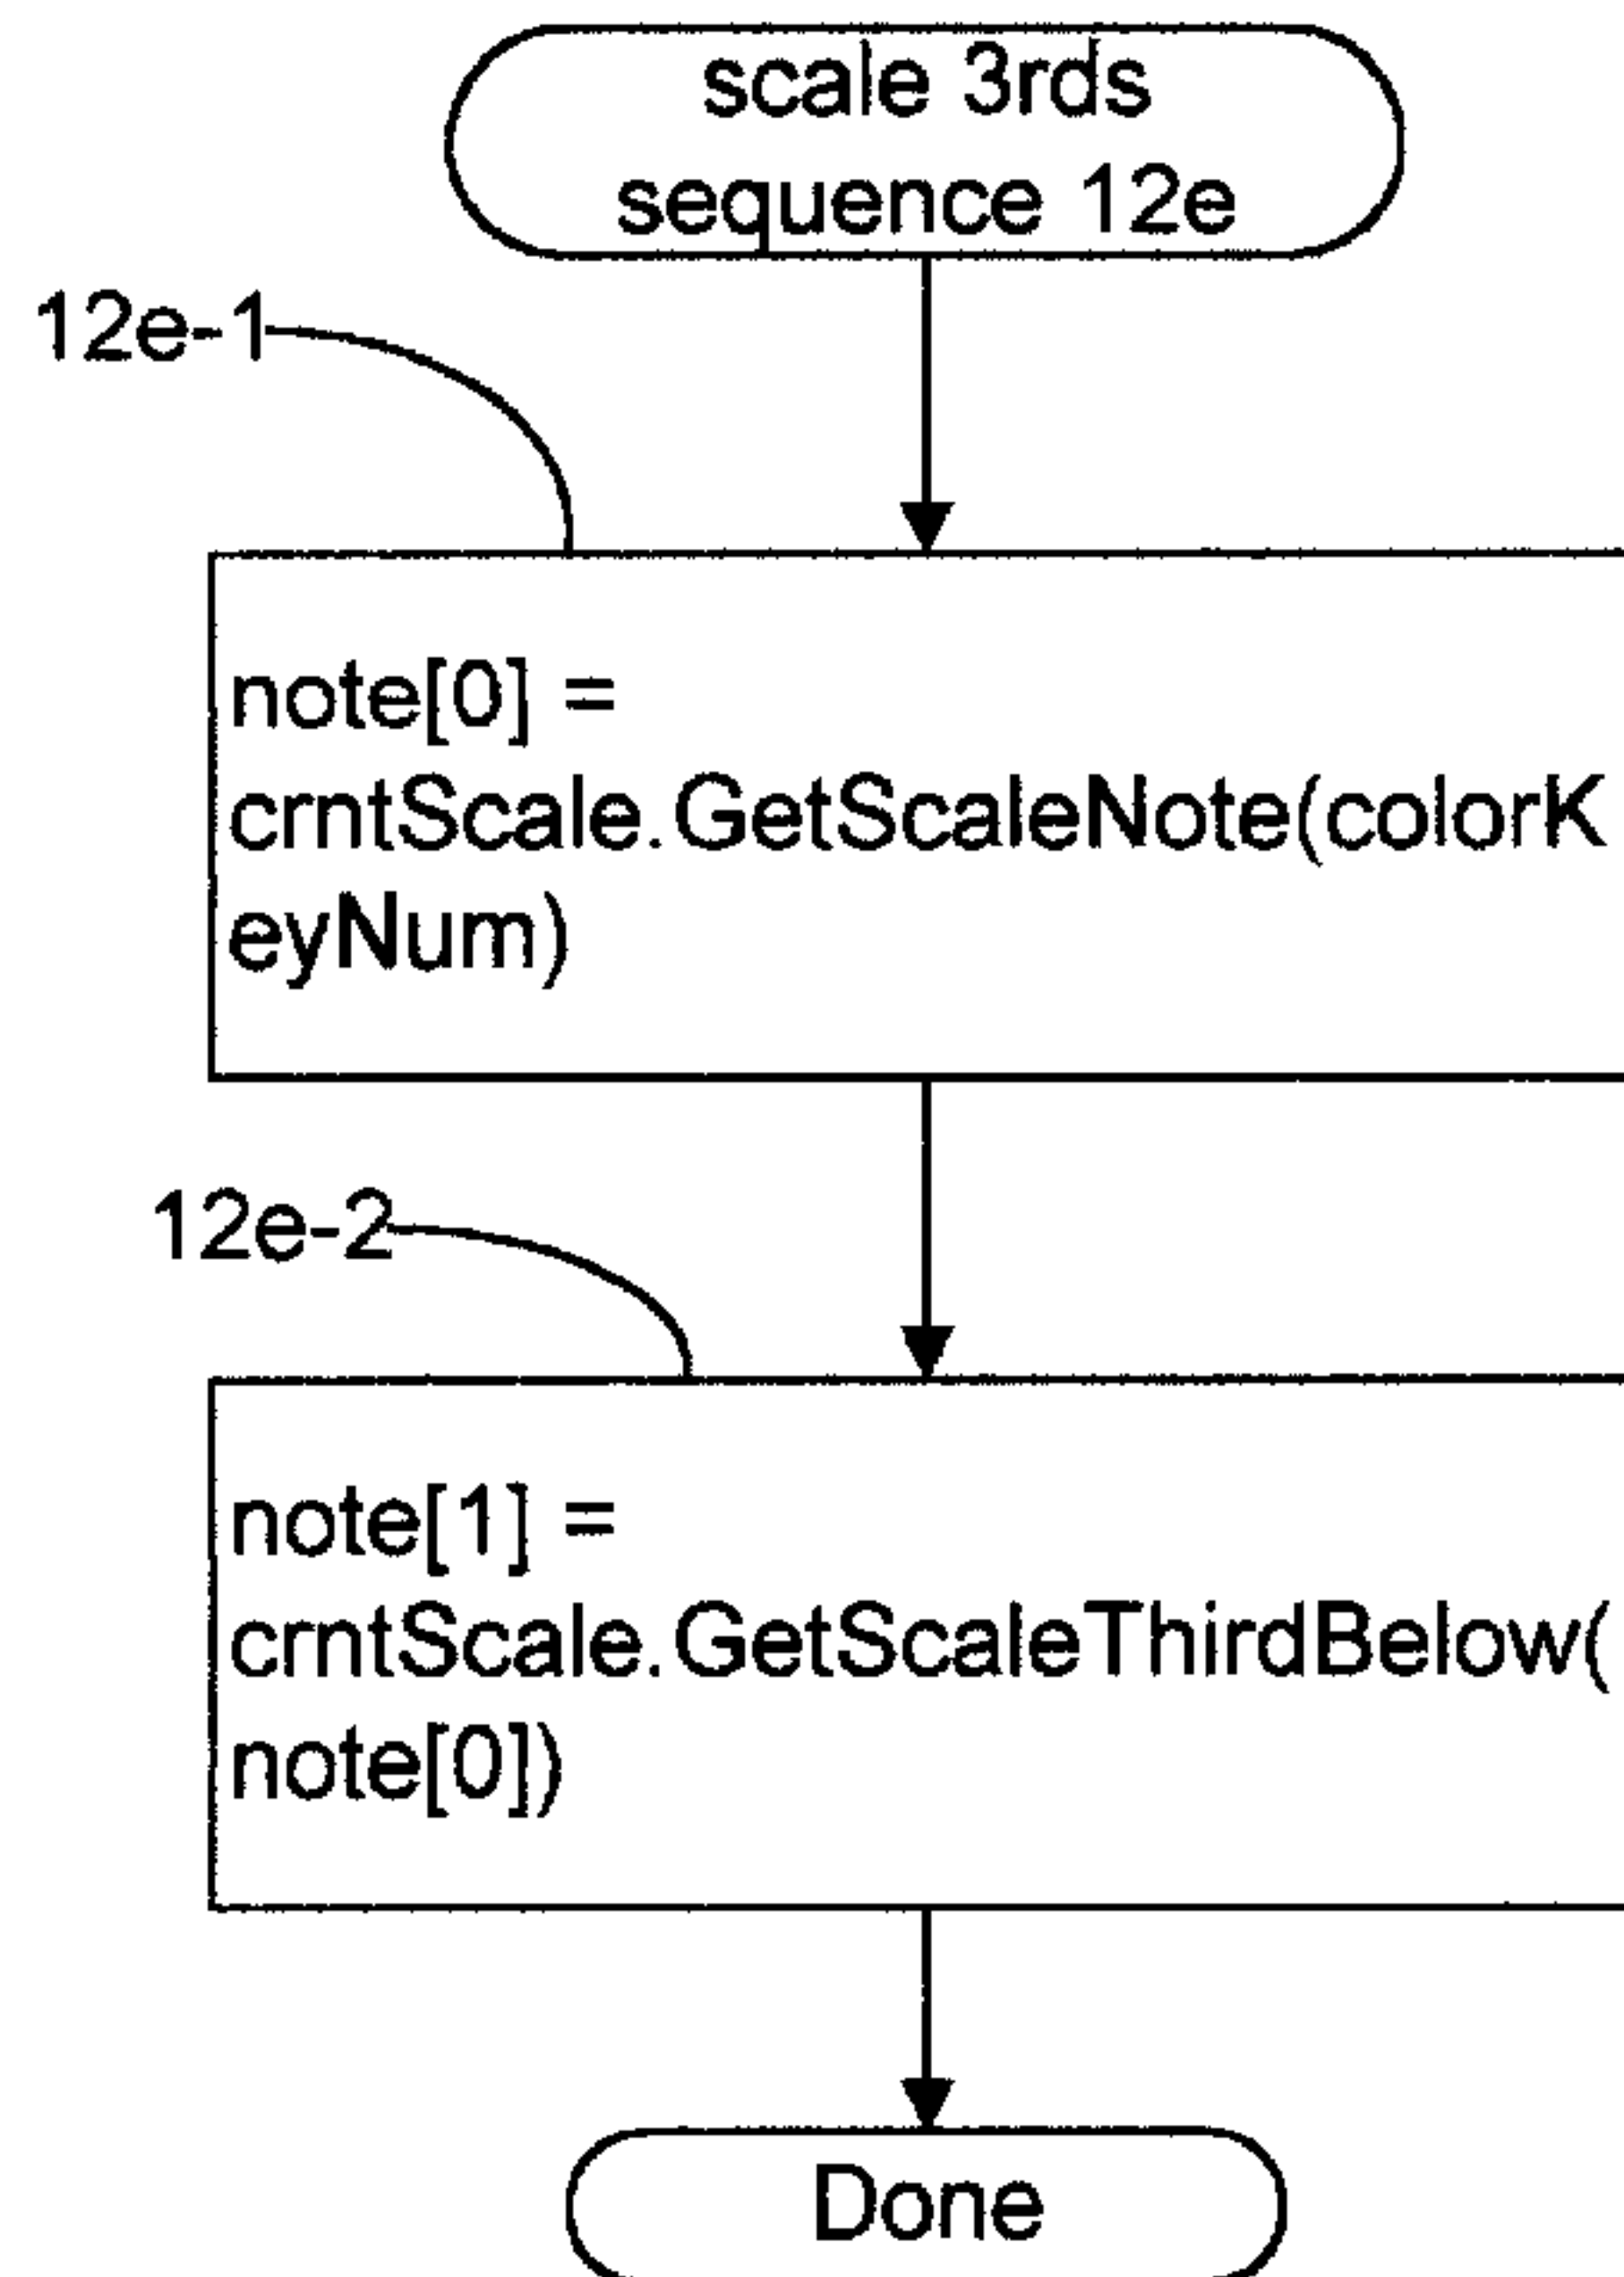 scale 3rds
sequence 12e
12e-1
note[0] =
crntScale.GetScaleNote(colorK
eyNum)
12e-2
note[1] =
crntScale.GetScaleThirdBelow(
note[0])
Done